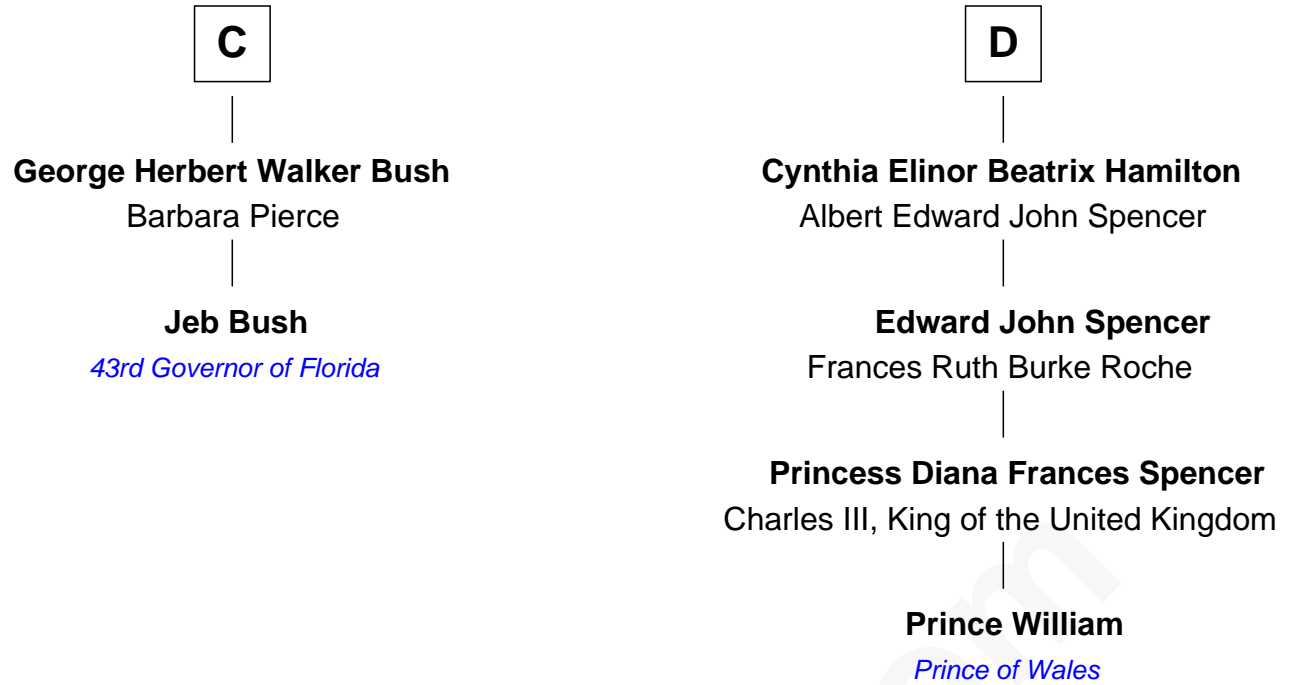 C
George Herbert Walker Bush
Barbara Pierce
Jeb Bush
43rd Governor of Florida
D
Cynthia Elinor Beatrix Hamilton
Albert Edward John Spencer
Edward John Spencer
Frances Ruth Burke Roche
Princess Diana Frances Spencer
Charles III, King of the United Kingdom
Prince William
Prince of Wales